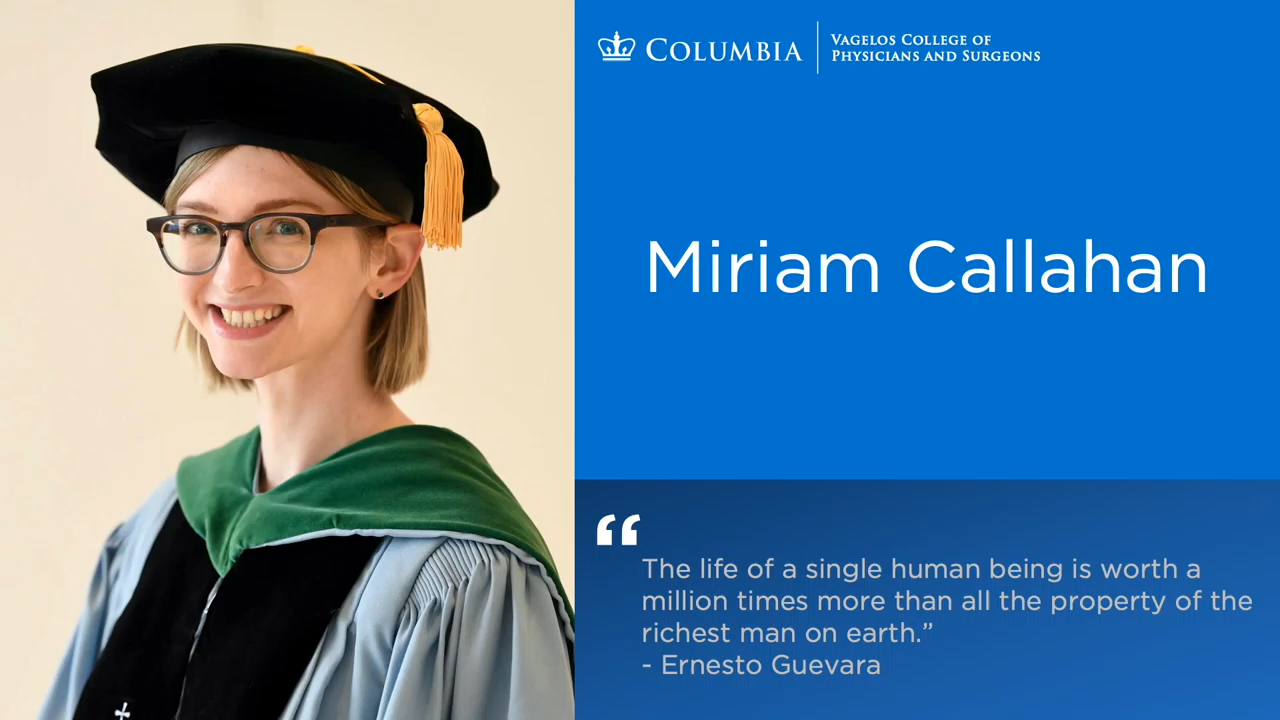 COLUMBIA
VAGELOS COLLEGE OF
PHYSICIANS AND SURGEONS
Miriam Callahan
“
The life of a single human being is worth a
million times more than all the property of the
richest man on earth.”
- Ernesto Guevara